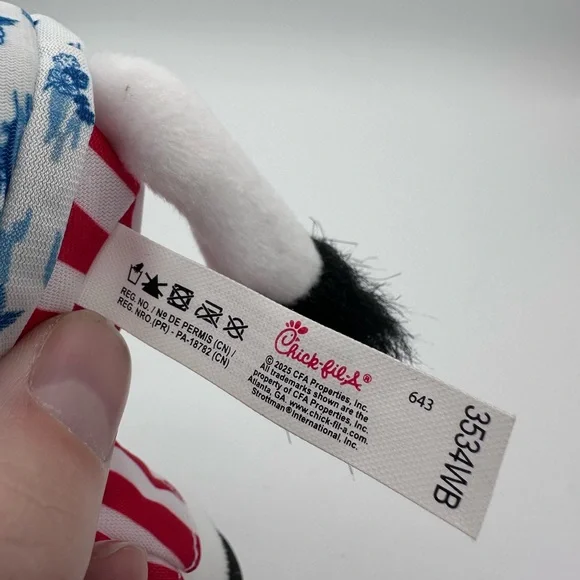 REG. NO. / Nº DE PERMIS (CN) /
REG. NRO.(PR) - PA-18782 (CN)
Chick-fil-A®
© 2025 CFA Properties, Inc.
All trademarks shown are the
property of CFA Properties, Inc.
Atlanta, GA. www.chick-fil-a.com.
Strottman® International, Inc.
643
3534WB